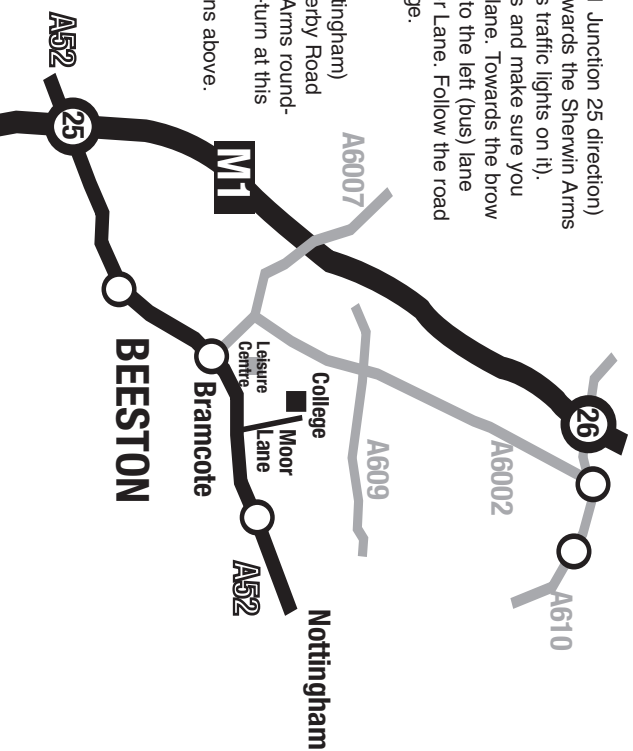 Junction 25 direction)
wards the Sherwin Arms
s traffic lights on it).
s and make sure you
lane. Towards the brow
to the left (bus) lane
r Lane. Follow the road
ge.
tingham)
erby Road
Arms round-
-turn at this
ns above.
26
A610
A6002
A6007
A609
M1
College
Moor
Lane
Leisure
Centre
Nottingham
A52
Bramcote
BEESTON
25
A52